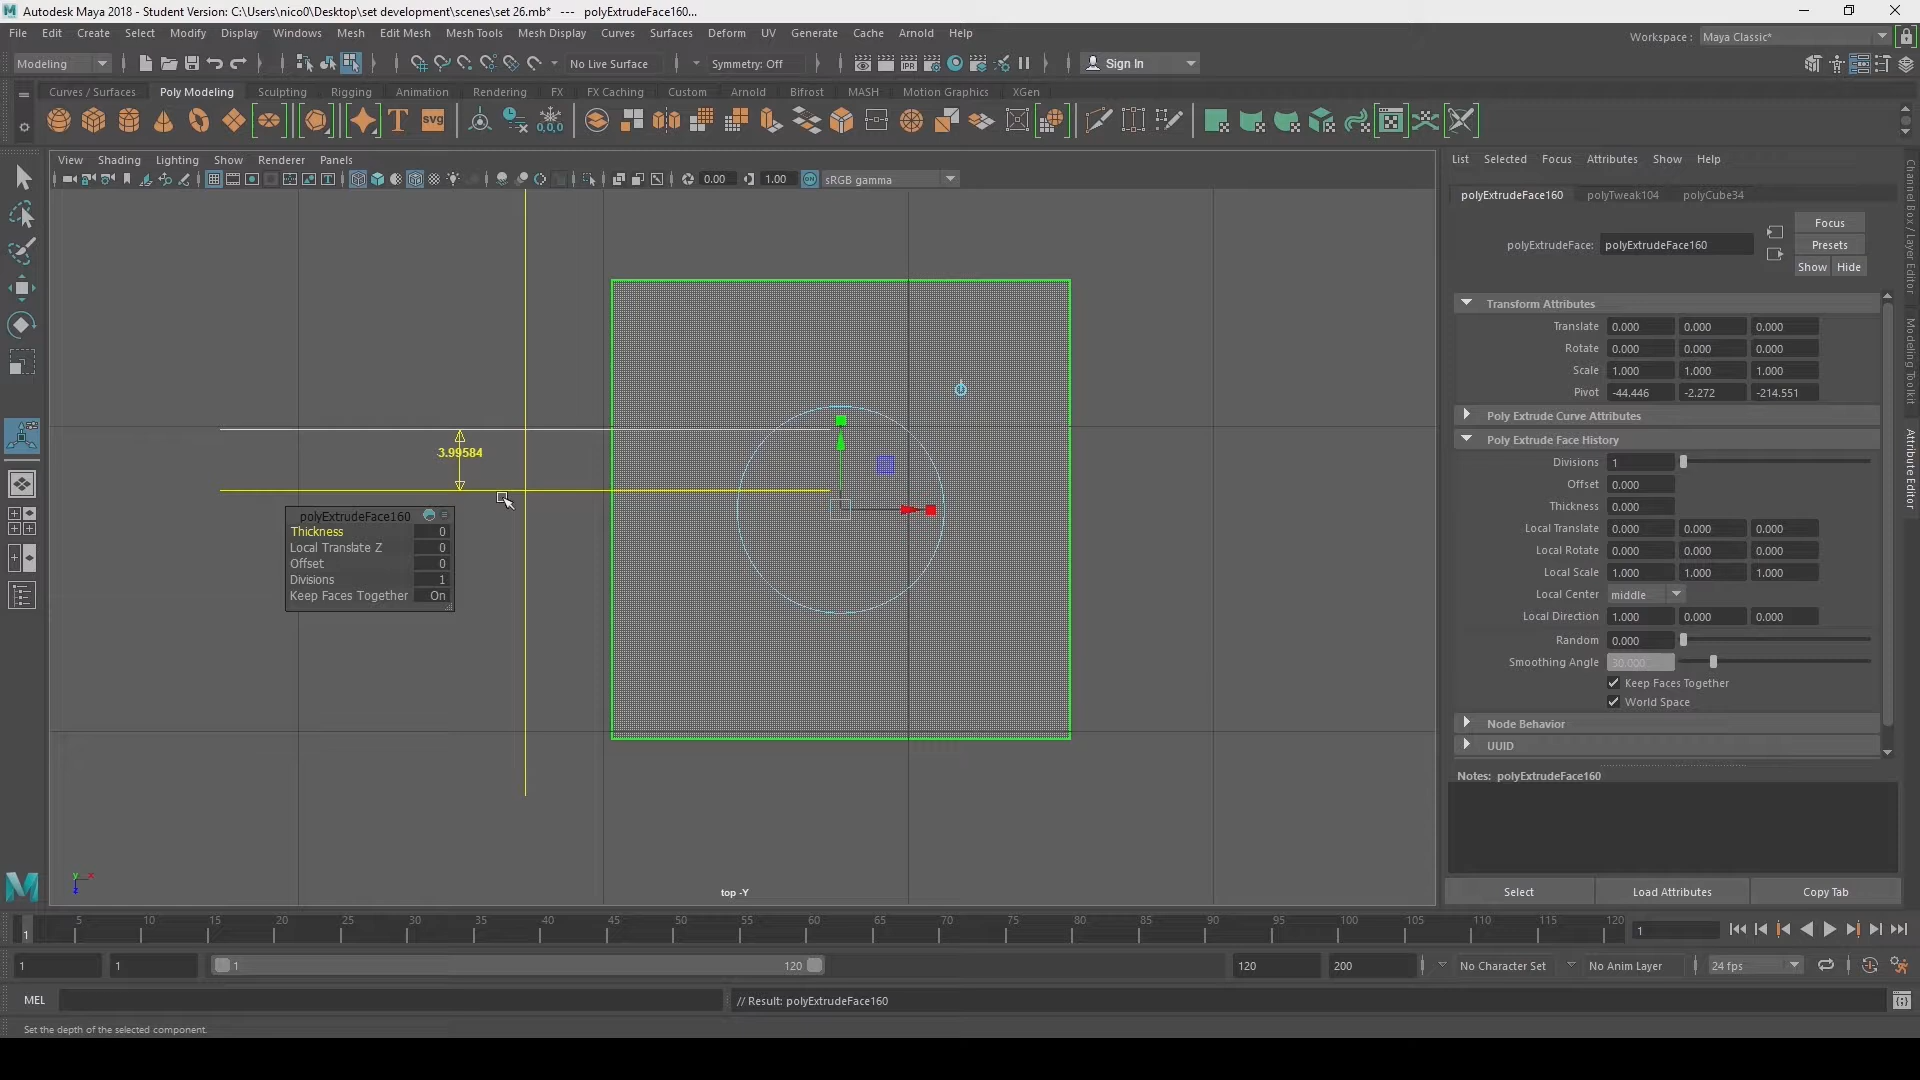 Autodesk Maya 2018 - Student Version: C:\Users\nico0\Desktop\set development\scenes\set 26.mb*   ---   polyExtrudeFace160...
File Edit Create Select Modify Display Windows Mesh Edit Mesh Mesh Tools Mesh Display Curves Surfaces Deform UV Generate Cache Arnold Help
Workspace : Maya Classic*
Modeling No Live Surface Symmetry: Off Sign In
Curves / Surfaces Poly Modeling Sculpting Rigging Animation Rendering FX FX Caching Custom Arnold Bifrost MASH Motion Graphics XGen
T SVG 0,0,0
View Shading Lighting Show Renderer Panels
0.00 1.00 sRGB gamma
List Selected Focus Attributes Show Help
polyExtrudeFace160 polyTweak104 polyCube34
Focus
polyExtrudeFace: polyExtrudeFace160 Presets
Show Hide
Transform Attributes
Translate 0.000 0.000 0.000
Rotate 0.000 0.000 0.000
Scale 1.000 1.000 1.000
Pivot -44.446 -2.272 -214.551
Poly Extrude Curve Attributes
Poly Extrude Face History
Divisions 1
Offset 0.000
Thickness 0.000
Local Translate 0.000 0.000 0.000
Local Rotate 0.000 0.000 0.000
Local Scale 1.000 1.000 1.000
Local Center middle
Local Direction 1.000 0.000 0.000
Random 0.000
Smoothing Angle 30.000
Keep Faces Together
World Space
Node Behavior
UUID
Notes: polyExtrudeFace160
Select Load Attributes Copy Tab
Channel Box / Layer Editor
Modeling Toolkit
Attribute Editor
3.99584
polyExtrudeFace160
Thickness 0
Local Translate Z 0
Offset 0
Divisions 1
Keep Faces Together On
y x
z
top -Y
M
5 10 15 20 25 30 35 40 45 50 55 60 65 70 75 80 85 90 95 100 105 110 115 120
1 1
1 1 1 120 120 200 No Character Set No Anim Layer 24 fps
MEL // Result: polyExtrudeFace160
Set the depth of the selected component.